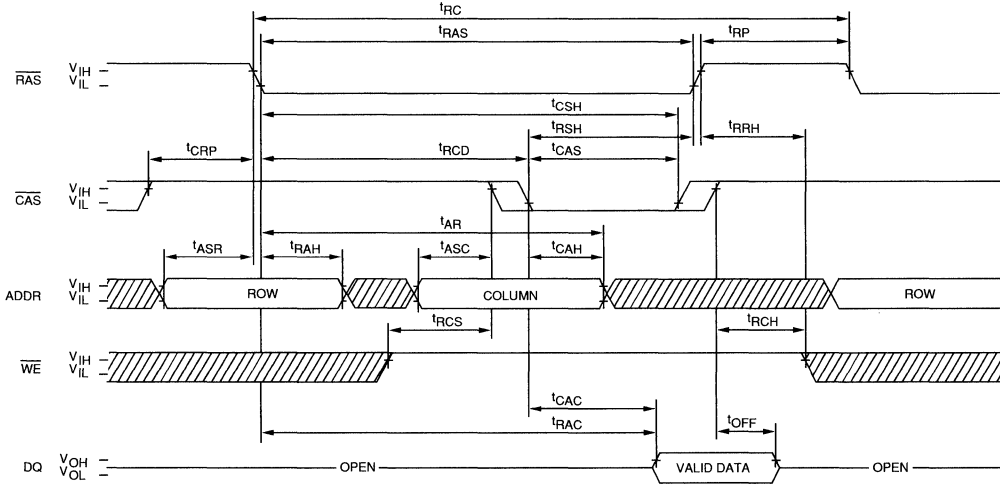 tRC
tRAS
tRP
RAS
VIH
VIL
tCSH
tRSH
tRRH
tCRP
tRCD
tCAS
CAS
VIH
VIL
tAR
tASR
tRAH
tASC
tCAH
ADDR
VIH
VIL
ROW
COLUMN
ROW
tRCS
tRCH
WE
VIH
VIL
tCAC
tRAC
tOFF
DQ
VOH
VOL
OPEN
VALID DATA
OPEN